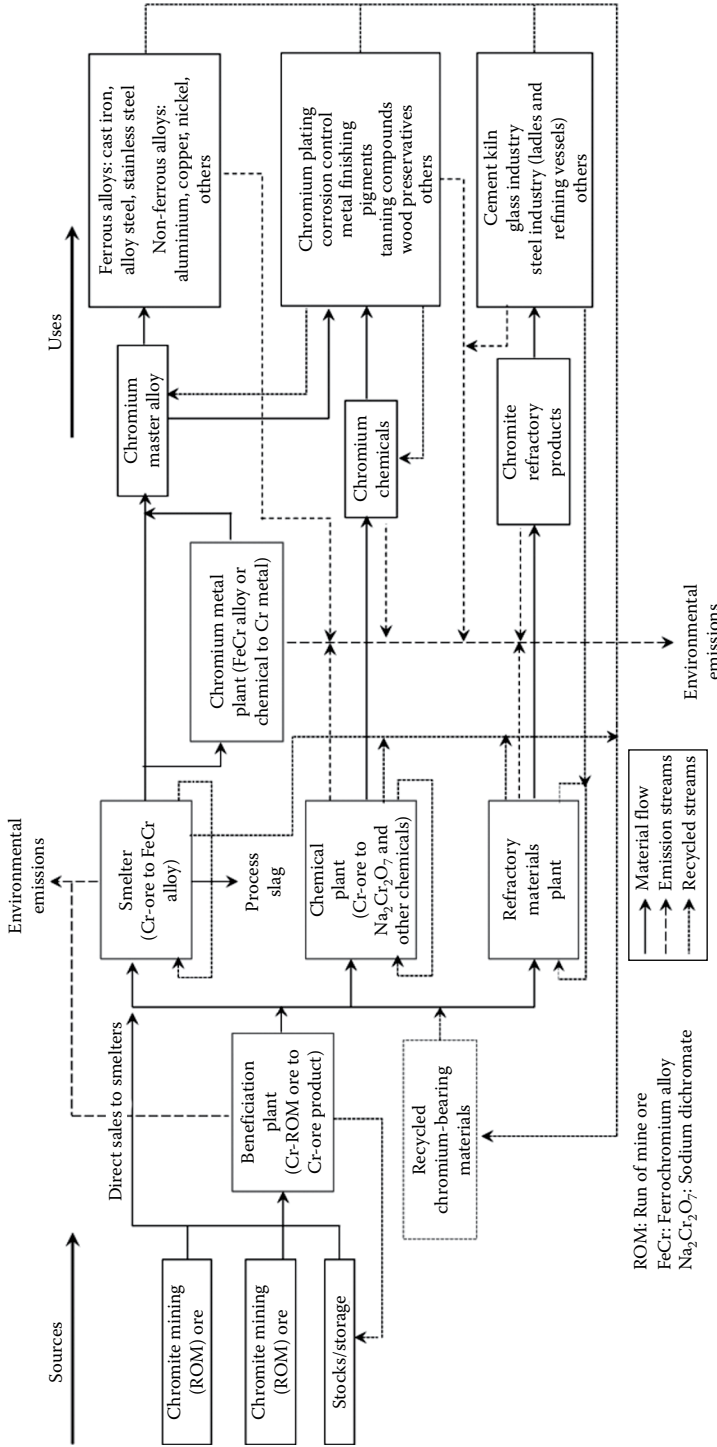 Sources
Uses
Chromite mining
(ROM) ore
Chromite mining
(ROM) ore
Stocks/storage
Direct sales to smelters
Beneficiation
plant
(Cr-ROM ore to
Cr-ore product)
Recycled
chromium-bearing
materials
Environmental
emissions
Smelter
(Cr-ore to FeCr
alloy)
Process
slag
Chemical
plant
(Cr-ore to
Na₂Cr₂O₇ and
other chemicals)
Refractory
materials
plant
Chromium metal
plant (FeCr alloy or
chemical to Cr metal)
Chromium
master alloy
Chromium
chemicals
Chromite
refractory
products
Ferrous alloys: cast iron,
alloy steel, stainless steel
Non-ferrous alloys:
aluminium, copper, nickel,
others
Chromium plating
corrosion control
metal finishing
pigments
tanning compounds
wood preservatives
others
Cement kiln
glass industry
steel industry (ladles and
refining vessels)
others
Environmental
emissions
ROM: Run of mine ore
FeCr: Ferrochromium alloy
Na₂Cr₂O₇: Sodium dichromate
Material flow
Emission streams
Recycled streams